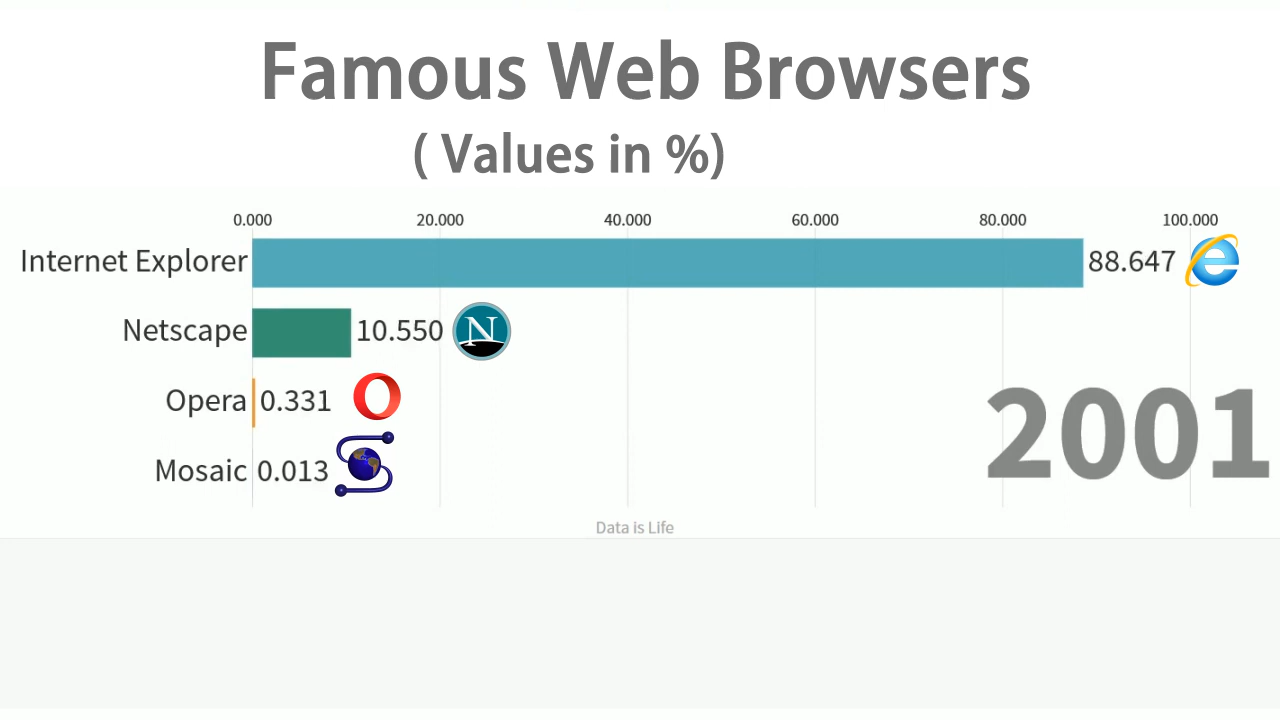 Famous Web Browsers
( Values in %)
0.000 20.000 40.000 60.000 80.000 100.000
Internet Explorer 88.647
Netscape 10.550 N
Opera 0.331
Mosaic 0.013
2001
Data is Life